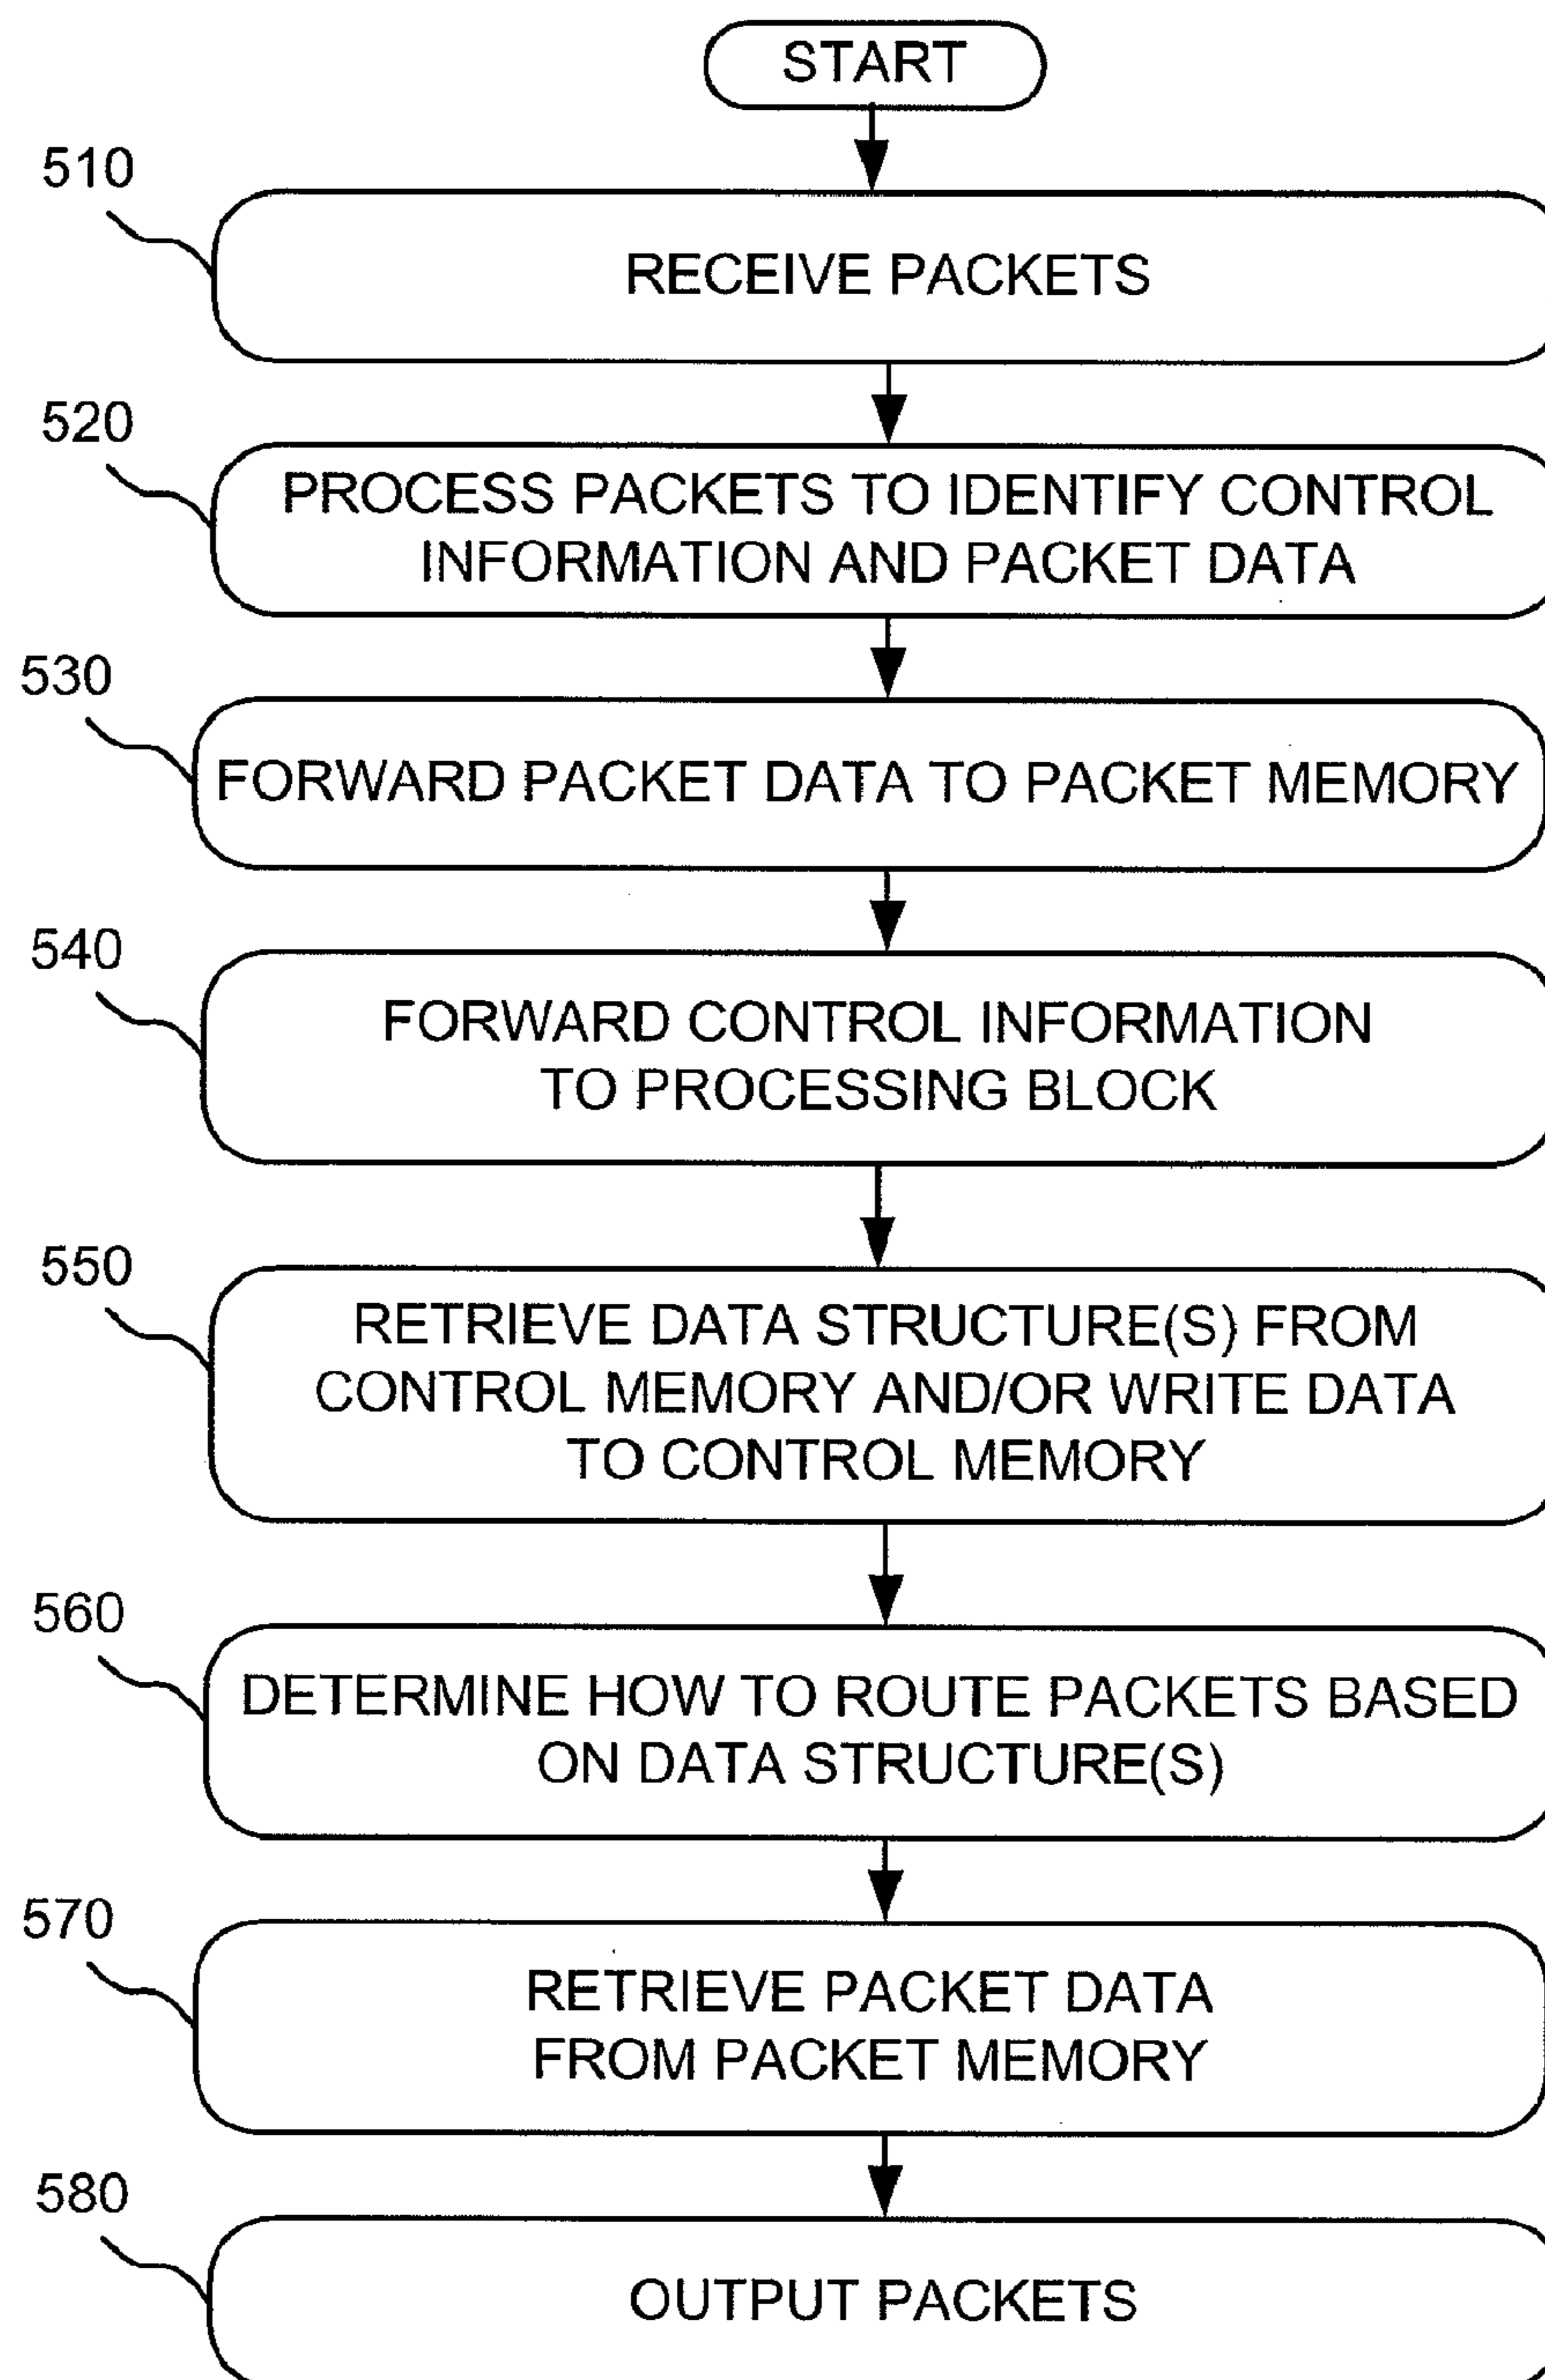 START
510
RECEIVE PACKETS
520
PROCESS PACKETS TO IDENTIFY CONTROL
INFORMATION AND PACKET DATA
530
FORWARD PACKET DATA TO PACKET MEMORY
540
FORWARD CONTROL INFORMATION
TO PROCESSING BLOCK
550
RETRIEVE DATA STRUCTURE(S) FROM
CONTROL MEMORY AND/OR WRITE DATA
TO CONTROL MEMORY
560
DETERMINE HOW TO ROUTE PACKETS BASED
ON DATA STRUCTURE(S)
570
RETRIEVE PACKET DATA
FROM PACKET MEMORY
580
OUTPUT PACKETS